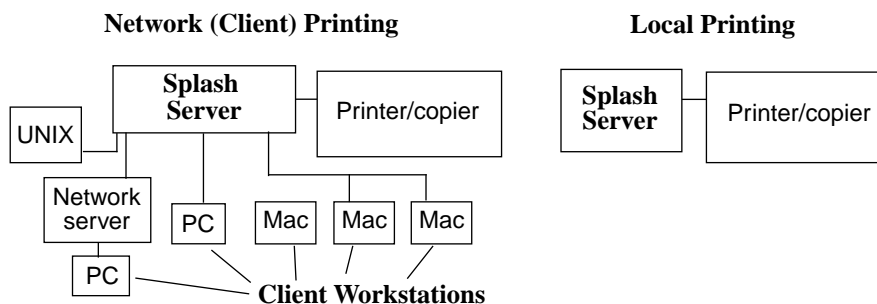 Network (Client) Printing
Local Printing
Splash
Server
Printer/copier
UNIX
Network
server
PC
Mac
Mac
Mac
PC
Client Workstations
Splash
Server
Printer/copier